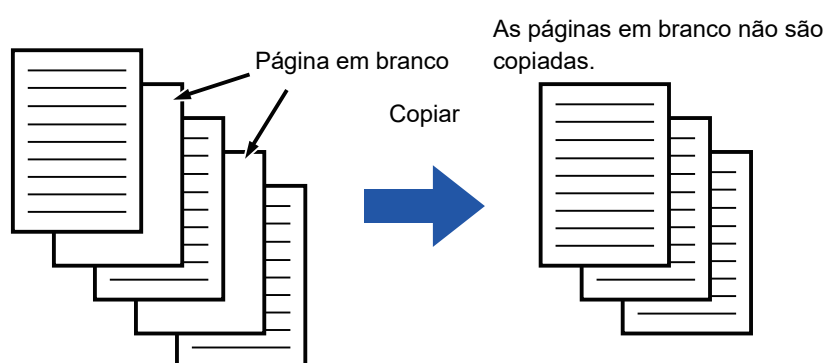 Página em branco
Copiar
As páginas em branco não são
copiadas.